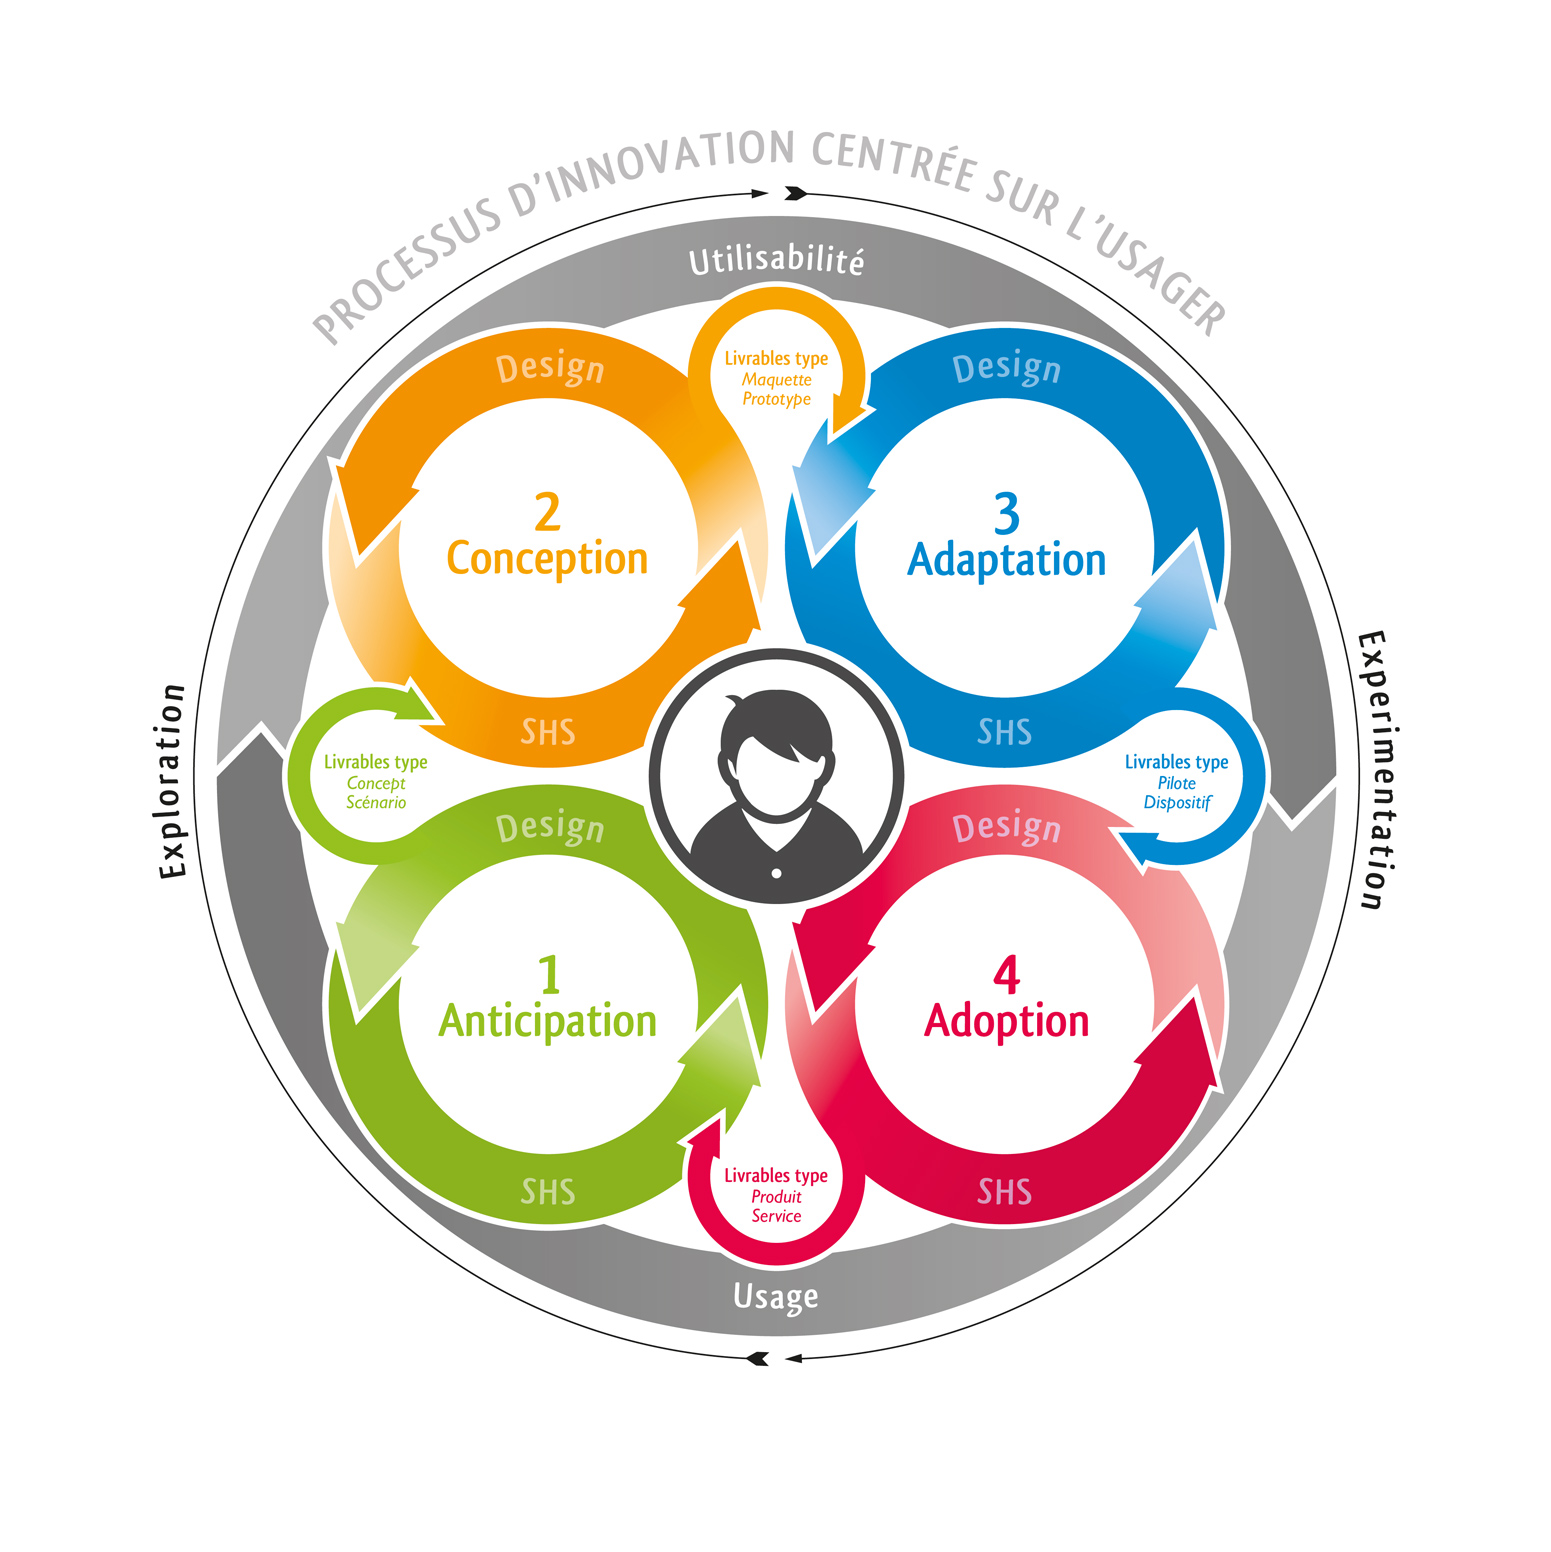 PROCESSUS D'INNOVATION CENTRÉE SUR L'USAGER
Utilisabilité
Design
2
Conception
SHS
Livrables type
Maquette
Prototype
Design
3
Adaptation
SHS
Exploration
Livrables type
Concept
Scénario
Livrables type
Pilote
Dispositif
Experimentation
Design
1
Anticipation
SHS
Design
4
Adoption
SHS
Livrables type
Produit
Service
Usage